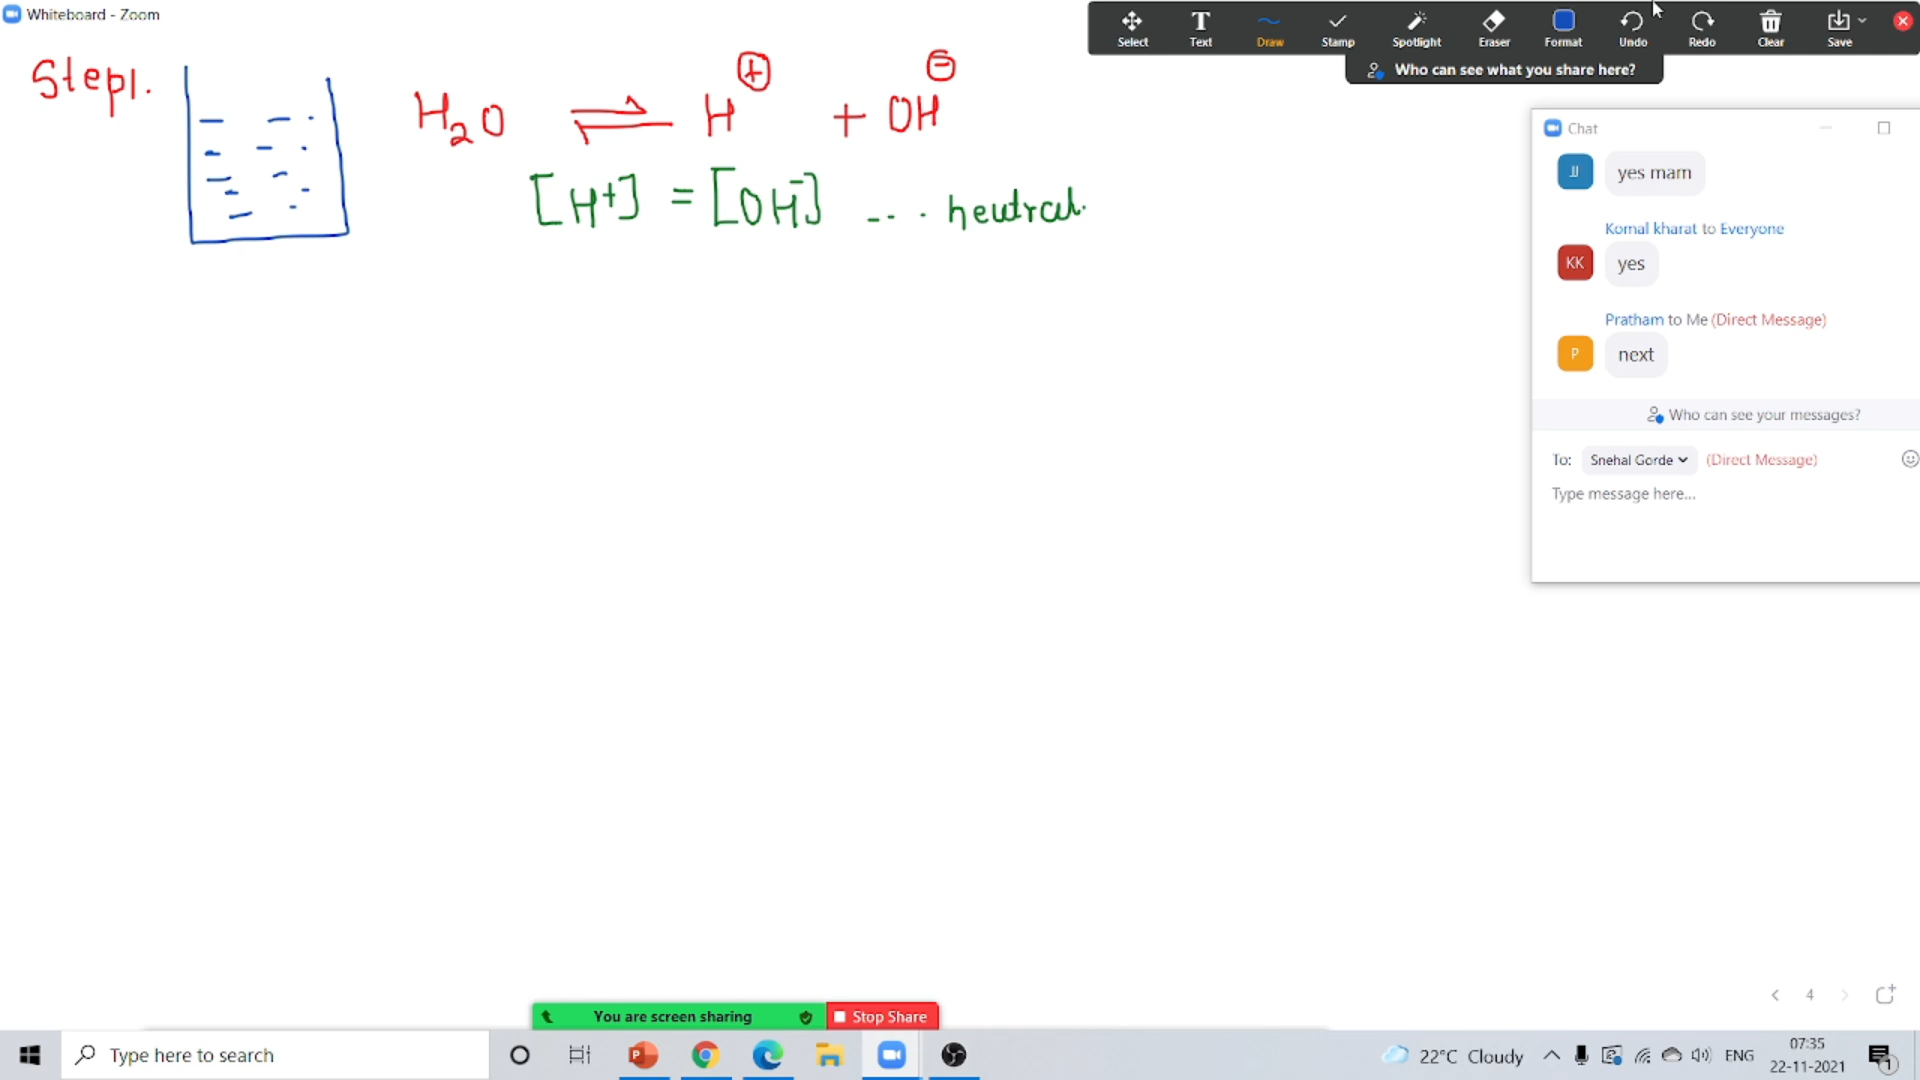 Whiteboard - Zoom
Select Text Draw Stamp Spotlight Eraser Format Undo Redo Clear Save
Who can see what you share here?
Step1.
H₂O ⇌ H⊕ + OH⊖
[H+] = [OH-] --·· neutral.
Chat
JJ yes mam
Komal kharat to Everyone
KK yes
Pratham to Me (Direct Message)
P next
Who can see your messages?
To: Snehal Gorde (Direct Message)
Type message here...
< 4 >
You are screen sharing Stop Share
Type here to search
22°C Cloudy ENG
07:35
22-11-2021
1